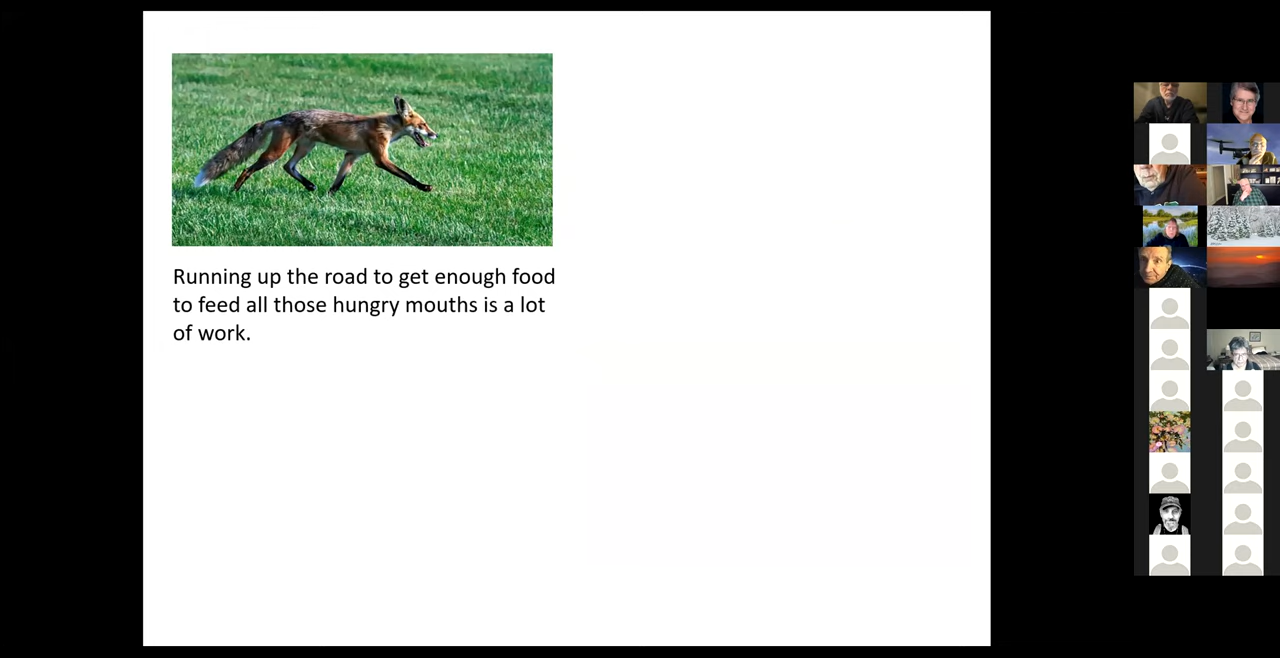 Running up the road to get enough food
to feed all those hungry mouths is a lot
of work.